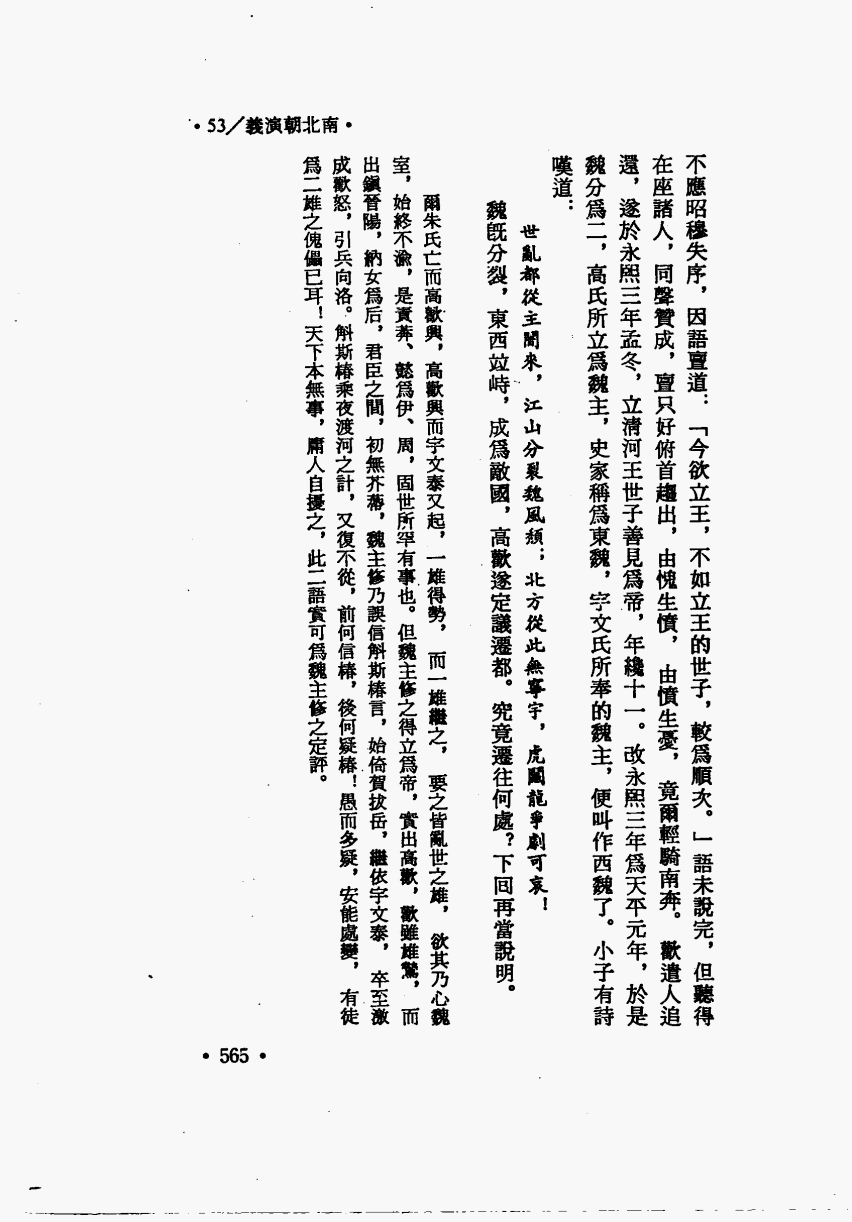 •53／義演朝北南•
不應昭穆失序，因語亶道：「今欲立王，不如立王的世子，較爲順次。」語未說完，但聽得
在座諸人，同聲贊成，亶只好俯首趨出，由愧生憤，由憤生憂，竟爾輕騎南奔。歡遣人追
還，遂於永熙三年孟冬，立清河王世子善見爲帝，年纔十一。改永熙三年爲天平元年，於是
魏分爲二，高氏所立爲魏主，史家稱爲東魏，宇文氏所奉的魏主，便叫作西魏了。小子有詩
嘆道：
世亂都從主闇來，江山分裂魏風頹；北方從此無寧宇，虎鬭龍爭劇可哀！
魏旣分裂，東西竝峙，成爲敵國，高歡遂定議遷都。究竟遷往何處？下回再當說明。
爾朱氏亡而高歡興，高歡興而宇文泰又起，一雄得勢，而一雄繼之，要之皆亂世之雄，欲其乃心魏
室，始終不渝，是責莽、懿爲伊、周，固世所罕有事也。但魏主修之得立爲帝，實出高歡，歡雖雄鷙，而
出鎭晉陽，納女爲后，君臣之間，初無芥蒂，魏主修乃誤信斛斯椿言，始倚賀拔岳，繼依宇文泰，卒至激
成歡怒，引兵向洛。斛斯椿乘夜渡河之計，又復不從，前何信椿，後何疑椿！愚而多疑，安能處變，有徒
爲二雄之傀儡已耳！天下本無事，庸人自擾之，此二語實可爲魏主修之定評。
•565•